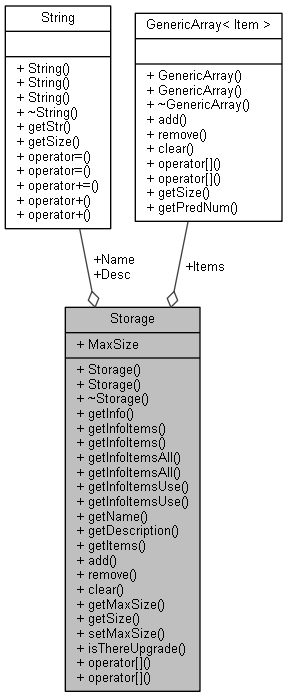 String
+ String()
+ String()
+ String()
+ ~String()
+ getStr()
+ getSize()
+ operator=()
+ operator=()
+ operator+=()
+ operator+()
+ operator+()
GenericArray< Item >
+ GenericArray()
+ GenericArray()
+ ~GenericArray()
+ add()
+ remove()
+ clear()
+ operator[]()
+ operator[]()
+ getSize()
+ getPredNum()
+Name
+Desc
+Items
Storage
+ MaxSize
+ Storage()
+ Storage()
+ ~Storage()
+ getInfo()
+ getInfoItems()
+ getInfoItems()
+ getInfoItemsAll()
+ getInfoItemsAll()
+ getInfoItemsUse()
+ getInfoItemsUse()
+ getName()
+ getDescription()
+ getItems()
+ add()
+ remove()
+ clear()
+ getMaxSize()
+ getSize()
+ setMaxSize()
+ isThereUpgrade()
+ operator[]()
+ operator[]()